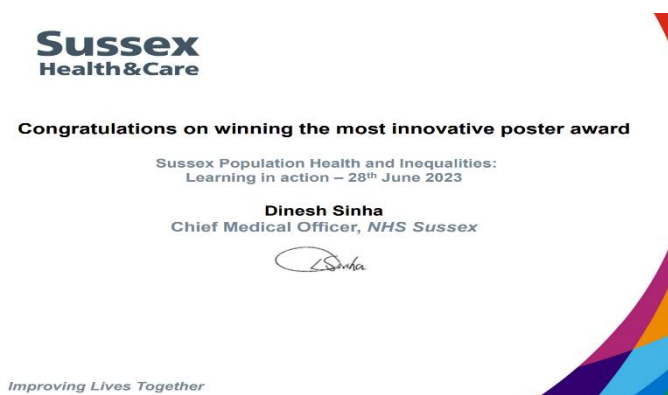 Sussex
Health&Care
Congratulations on winning the most innovative poster award
Sussex Population Health and Inequalities:
Learning in action – 28th June 2023
Dinesh Sinha
Chief Medical Officer, NHS Sussex
Sinha
Improving Lives Together